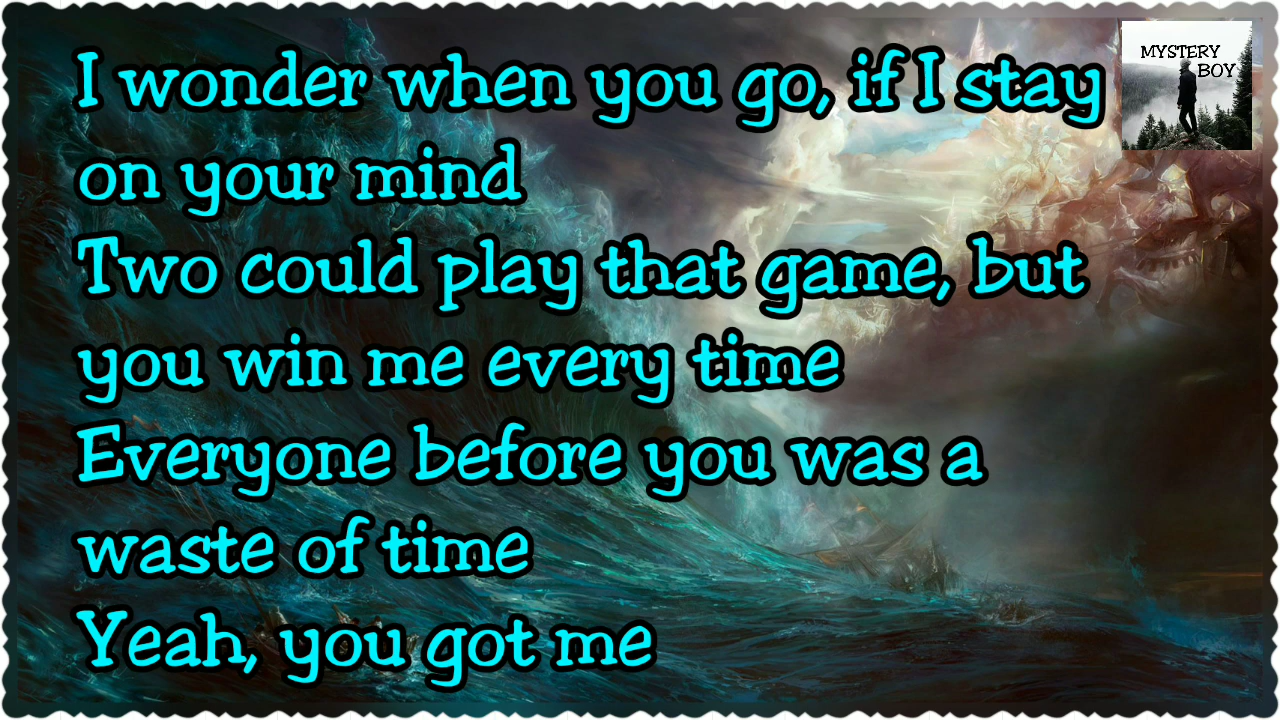 I wonder when you go, if I stay
on your mind
Two could play that game, but
you win me every time
Everyone before you was a
waste of time
Yeah, you got me
MYSTERY
BOY